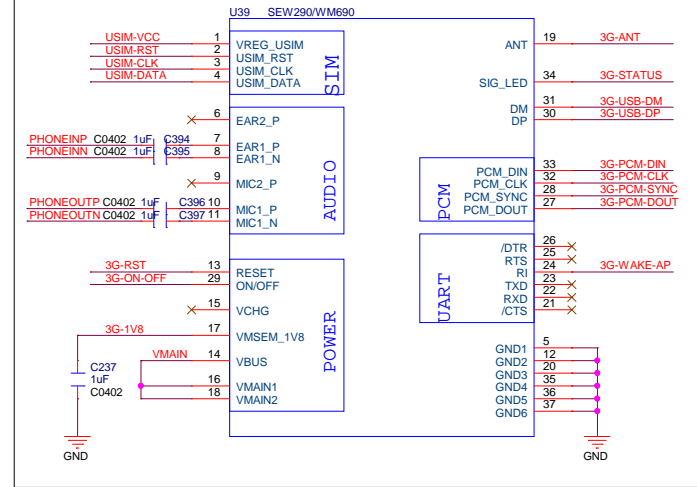 U39 SEW290/WM690
USIM-VCC 1 VREG_USIM
USIM-RST 2 USIM_RST
USIM-CLK 3 USIM_CLK
USIM-DATA 4 USIM_DATA
SIM
6 EAR2_P
PHONEINP C0402 1uF C394 7 EAR1_P
PHONEINN C0402 1uF C395 8 EAR1_N
9 MIC2_P
PHONEOUTP C0402 1uF C396 10 MIC1_P
PHONEOUTN C0402 1uF C397 11 MIC1_N
AUDIO
3G-RST 13 RESET
3G-ON-OFF 29 ON/OFF
15 VCHG
3G-1V8 17 VMSEM_1V8
VMAIN 14 VBUS
16 VMAIN1
18 VMAIN2
POWER
C237
1uF
C0402
GND
ANT 19 3G-ANT
SIG_LED 34 3G-STATUS
DM 31 3G-USB-DM
DP 30 3G-USB-DP
PCM
PCM_DIN 33 3G-PCM-DIN
PCM_CLK 32 3G-PCM-CLK
PCM_SYNC 28 3G-PCM-SYNC
PCM_DOUT 27 3G-PCM-DOUT
UART
/DTR 26
RTS 25
RI 24 3G-WAKE-AP
TXD 23
RXD 22
/CTS 21
GND1 5
GND2 12
GND3 20
GND4 35
GND5 36
GND6 37
GND